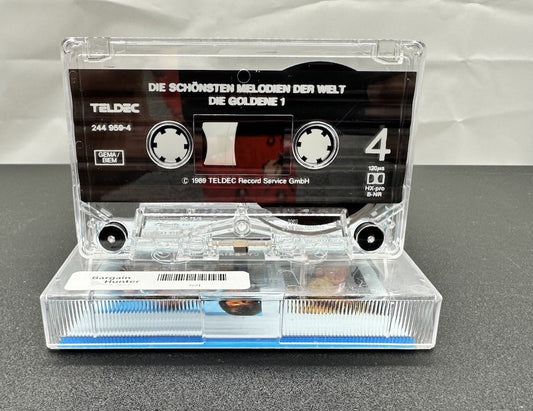 DIE SCHÖNSTEN MELODIEN DER WELT
DIE GOLDENE 1
TELDEC
244 959-4
GEMA/
BIEM
4
120µs
HX-pro
B-NR
℗ 1989 TELDEC Record Service GmbH
Bargain
Hunter